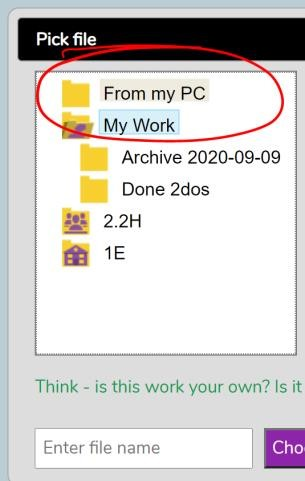 Pick file
From my PC
My Work
Archive 2020-09-09
Done 2dos
2.2H
1E
Think - is this work your own? Is it
Enter file name
Choo